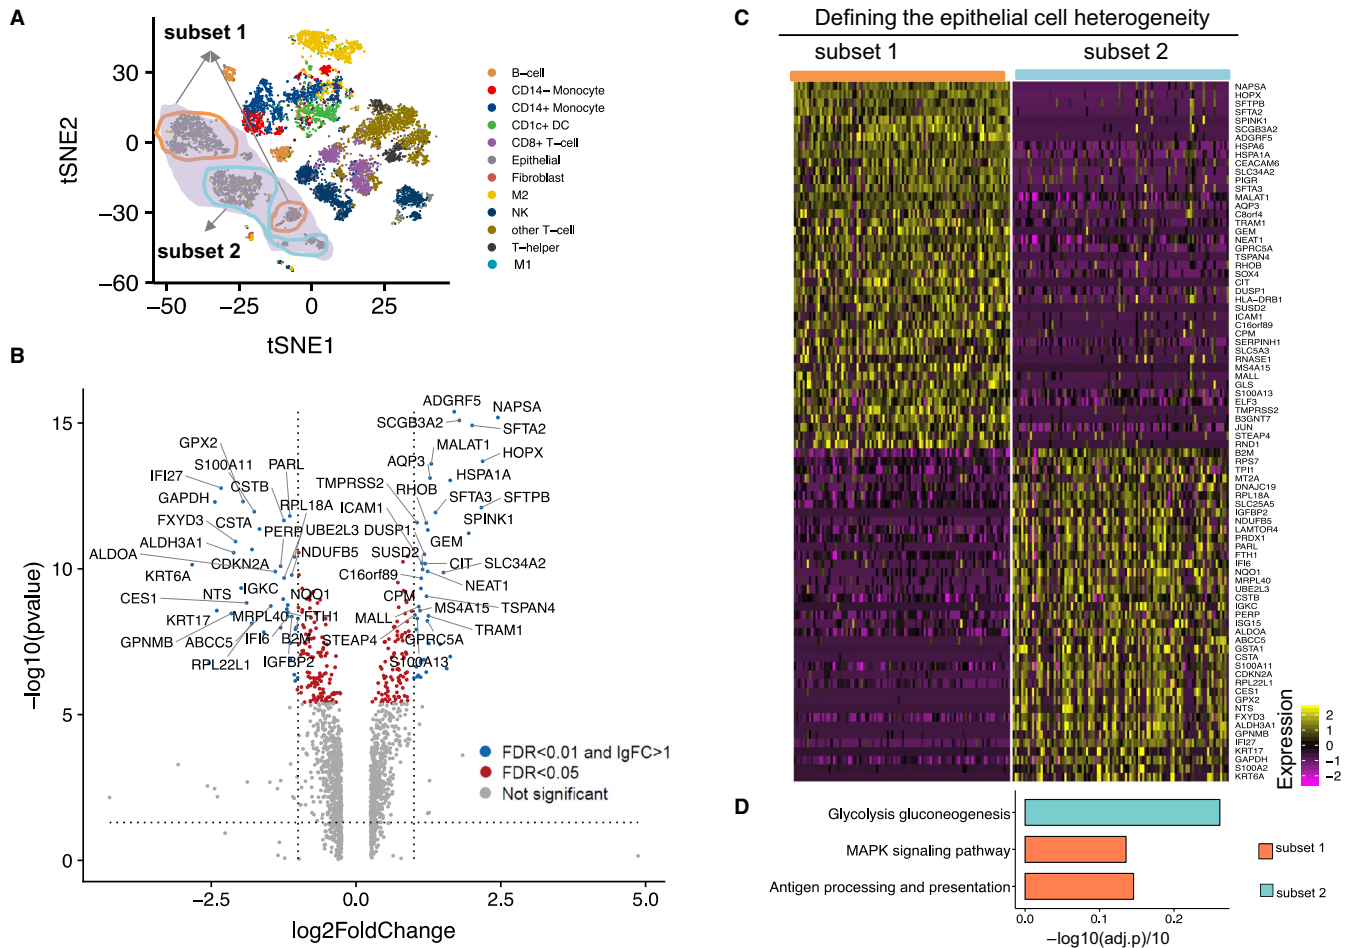 A
subset 1
subset 2
30
0
−30
−60
−50
−25
0
25
tSNE2
tSNE1
B−cell
CD14− Monocyte
CD14+ Monocyte
CD1c+ DC
CD8+ T−cell
Epithelial
Fibroblast
M2
NK
other T−cell
T−helper
M1
B
15
10
5
0
−2.5
0.0
2.5
5.0
−log10(pvalue)
log2FoldChange
ADGRF5
NAPSA
SCGB3A2
SFTA2
GPX2
MALAT1
HOPX
S100A11
PARL
AQP3
IFI27
CSTB
TMPRSS2
HSPA1A
GAPDH
RPL18A
RHOB
SFTA3
SFTPB
ICAM1
FXYD3
CSTA
PERP
UBE2L3
DUSP1
SPINK1
ALDH3A1
GEM
ALDOA
CDKN2A
NDUFB5
SUSD2
CIT
SLC34A2
KRT6A
C16orf89
NEAT1
NTS
IGKC
NQO1
CPM
CES1
TSPAN4
KRT17
MRPL40
FTH1
MALL
MS4A15
GPNMB
ABCC5
IFI6
B2M
STEAP4
GPRC5A
TRAM1
RPL22L1
IGFBP2
S100A13
FDR<0.01 and lgFC>1
FDR<0.05
Not significant
C
Defining the epithelial cell heterogeneity
subset 1
subset 2
NAPSA
HOPX
SFTPB
SFTA2
SPINK1
SCGB3A2
ADGRF5
HSPA6
HSPA1A
CEACAM6
SLC34A2
PIGR
SFTA3
MALAT1
AQP3
C8orf4
TRAM1
GEM
NEAT1
GPRC5A
TSPAN4
RHOB
SOX4
CIT
DUSP1
HLA−DRB1
SUSD2
ICAM1
C16orf89
CPM
SERPINH1
SLC5A3
RNASE1
MS4A15
MALL
GLS
S100A13
ELF3
TMPRSS2
B3GNT7
JUN
STEAP4
RND1
B2M
RPS7
TPI1
MT2A
DNAJC19
RPL18A
SLC25A5
IGFBP2
NDUFB5
LAMTOR4
PRDX1
PARL
FTH1
IFI6
NQO1
MRPL40
UBE2L3
CSTB
IGKC
PERP
ISG15
ALDOA
ABCC5
GSTA1
CSTA
S100A11
CDKN2A
RPL22L1
CES1
GPX2
NTS
FXYD3
ALDH3A1
GPNMB
IFI27
KRT17
GAPDH
S100A2
KRT6A
Expression
2
1
0
−1
−2
D
Glycolysis gluconeogenesis
MAPK signaling pathway
Antigen processing and presentation
0.0
0.1
0.2
−log10(adj.p)/10
subset 1
subset 2